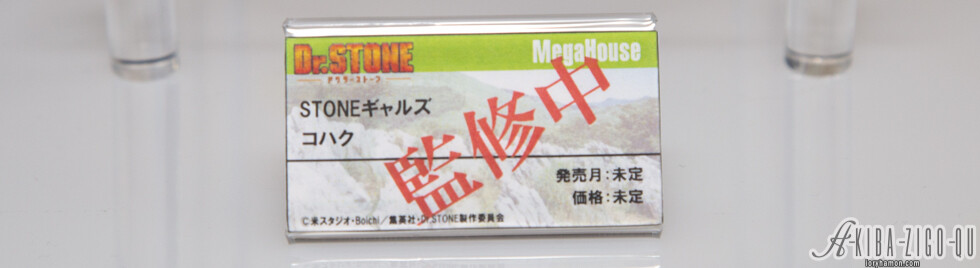 Dr.STONE
MegaHouse
ドクターストーン
STONEギャルズ
コハク
監修中
発売月:未定
価格:未定
©米スタジオ・Boichi/集英社・Dr.STONE製作委員会
A-KIBA-ZIGO-QU
loryhamon.com